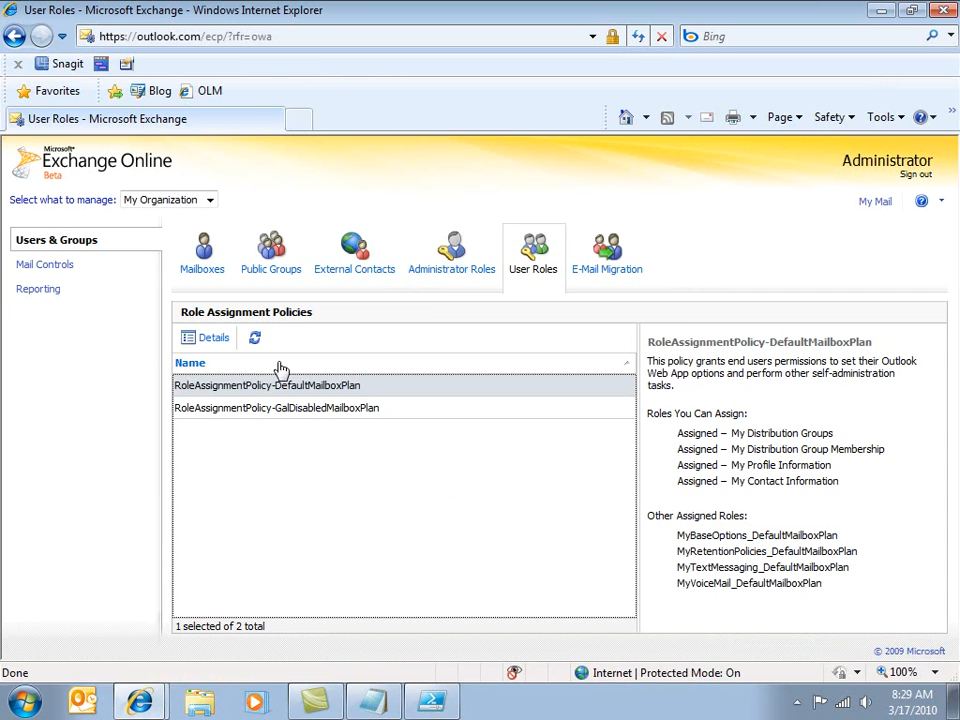 User Roles - Microsoft Exchange - Windows Internet Explorer
https://outlook.com/ecp/?rfr=owa
Bing
Snagit
Favorites
Blog
OLM
User Roles - Microsoft Exchange
Page
Safety
Tools
Microsoft®
Exchange Online
Beta
Administrator
Sign out
Select what to manage: My Organization
My Mail
Users & Groups
Mail Controls
Reporting
Mailboxes
Public Groups
External Contacts
Administrator Roles
User Roles
E-Mail Migration
Role Assignment Policies
Details
Name
RoleAssignmentPolicy-DefaultMailboxPlan
RoleAssignmentPolicy-GalDisabledMailboxPlan
1 selected of 2 total
RoleAssignmentPolicy-DefaultMailboxPlan
This policy grants end users permissions to set their Outlook
Web App options and perform other self-administration
tasks.
Roles You Can Assign:
Assigned – My Distribution Groups
Assigned – My Distribution Group Membership
Assigned – My Profile Information
Assigned – My Contact Information
Other Assigned Roles:
MyBaseOptions_DefaultMailboxPlan
MyRetentionPolicies_DefaultMailboxPlan
MyTextMessaging_DefaultMailboxPlan
MyVoiceMail_DefaultMailboxPlan
© 2009 Microsoft
Done
Internet | Protected Mode: On
100%
8:29 AM
3/17/2010